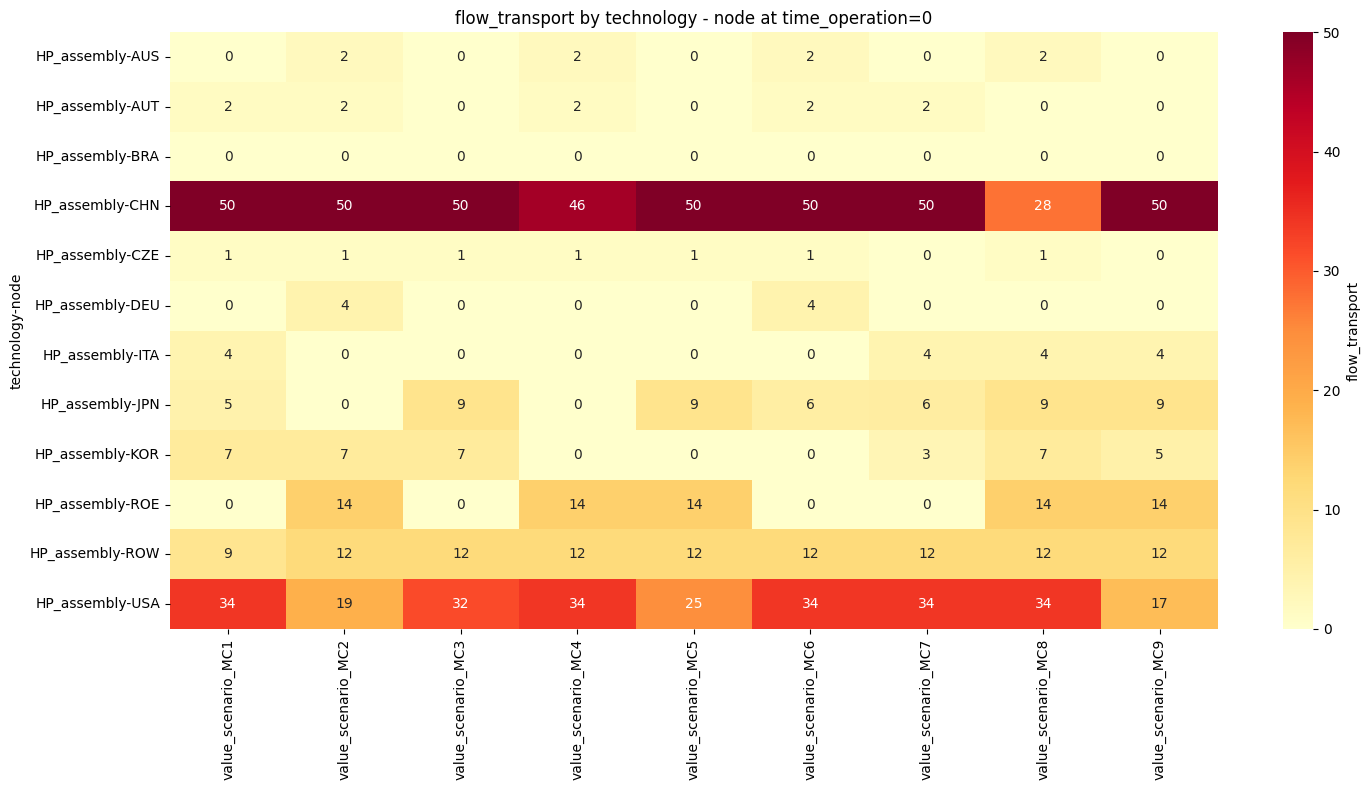 flow_transport by technology - node at time_operation=0
technology-node
HP_assembly-AUS 0 2 0 2 0 2 0 2 0
HP_assembly-AUT 2 2 0 2 0 2 2 0 0
HP_assembly-BRA 0 0 0 0 0 0 0 0 0
HP_assembly-CHN 50 50 50 46 50 50 50 28 50
HP_assembly-CZE 1 1 1 1 1 1 0 1 0
HP_assembly-DEU 0 4 0 0 0 4 0 0 0
HP_assembly-ITA 4 0 0 0 0 0 4 4 4
HP_assembly-JPN 5 0 9 0 9 6 6 9 9
HP_assembly-KOR 7 7 7 0 0 0 3 7 5
HP_assembly-ROE 0 14 0 14 14 0 0 14 14
HP_assembly-ROW 9 12 12 12 12 12 12 12 12
HP_assembly-USA 34 19 32 34 25 34 34 34 17
value_scenario_MC1
value_scenario_MC2
value_scenario_MC3
value_scenario_MC4
value_scenario_MC5
value_scenario_MC6
value_scenario_MC7
value_scenario_MC8
value_scenario_MC9
50
40
30
20
10
0
flow_transport